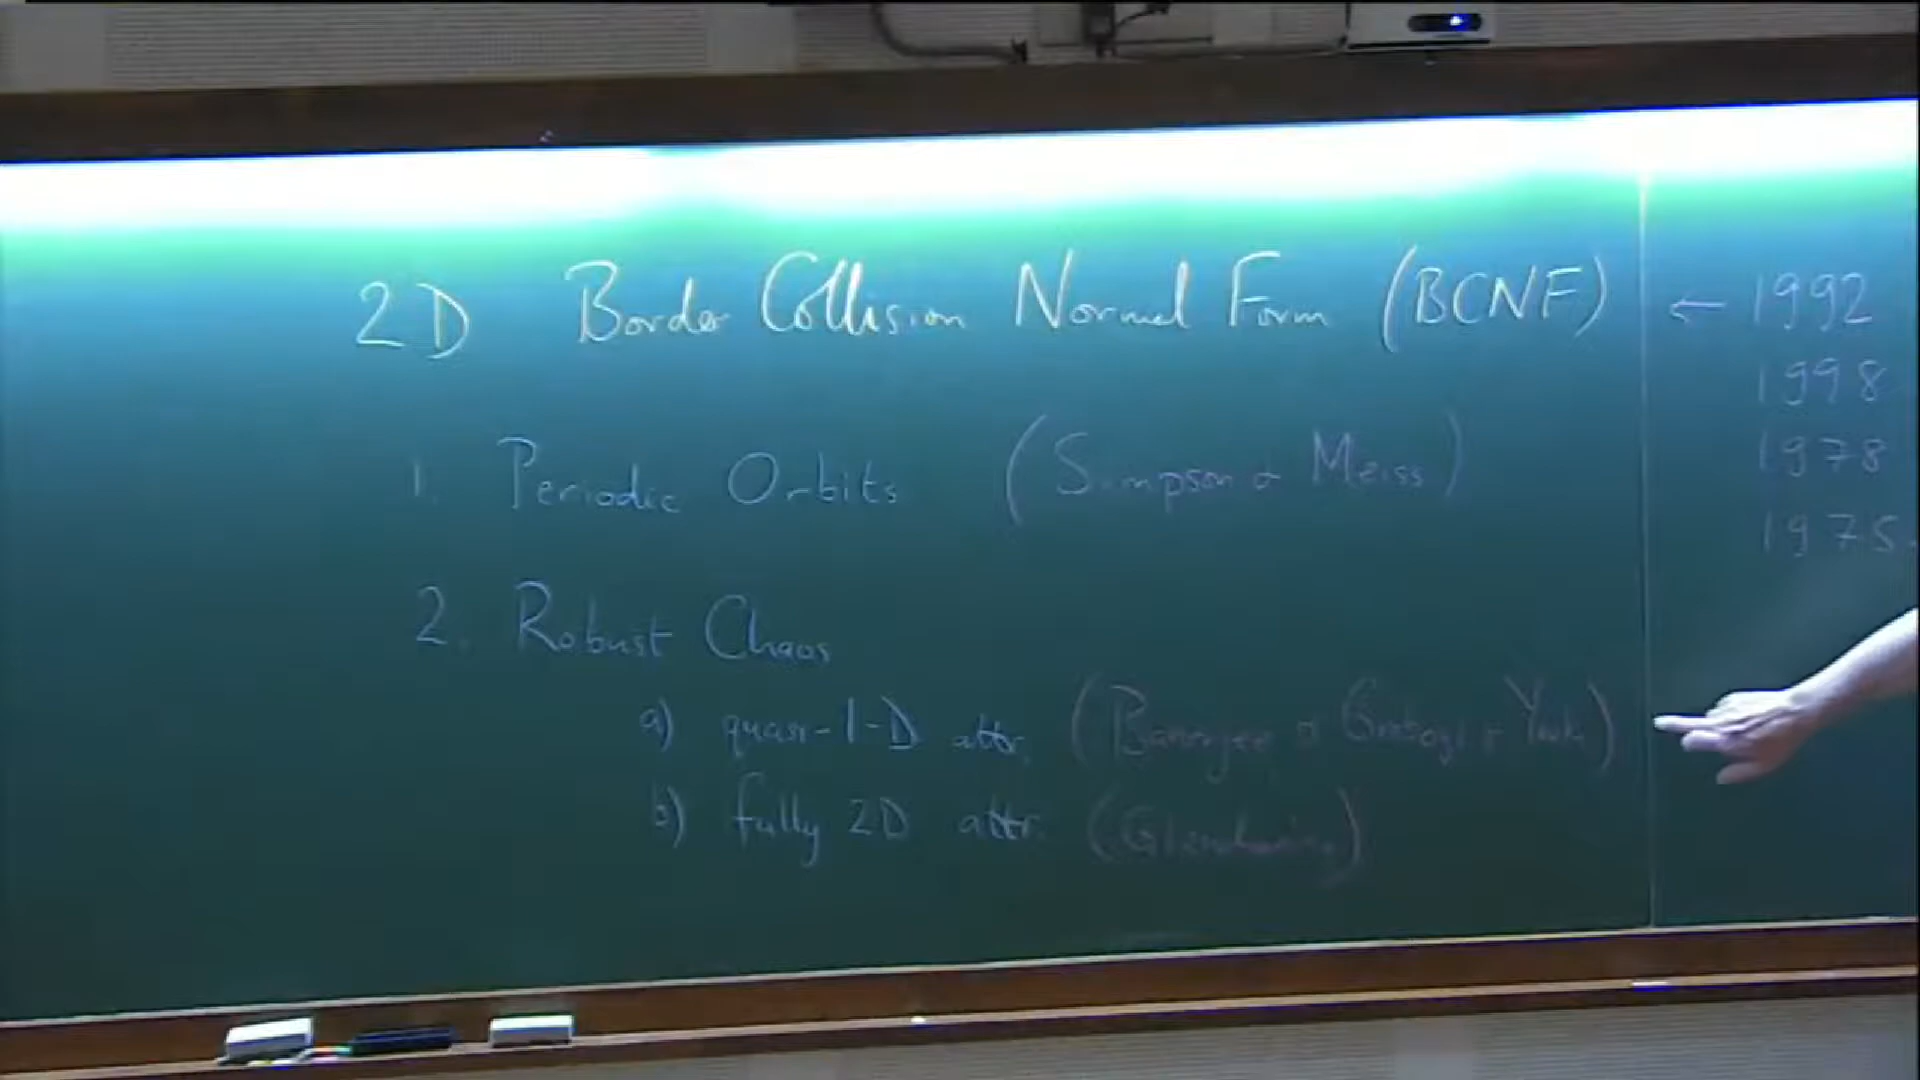 2D Border Collision Normal Form (BCNF) ← 1992
1998
1. Periodic Orbits (Simpson & Meiss) 1978
1975
2. Robust Chaos
a) quasi-1-D attr. (Banerjee & Grebogi + Yorke)
b) fully 2D attr. (Glendinning)